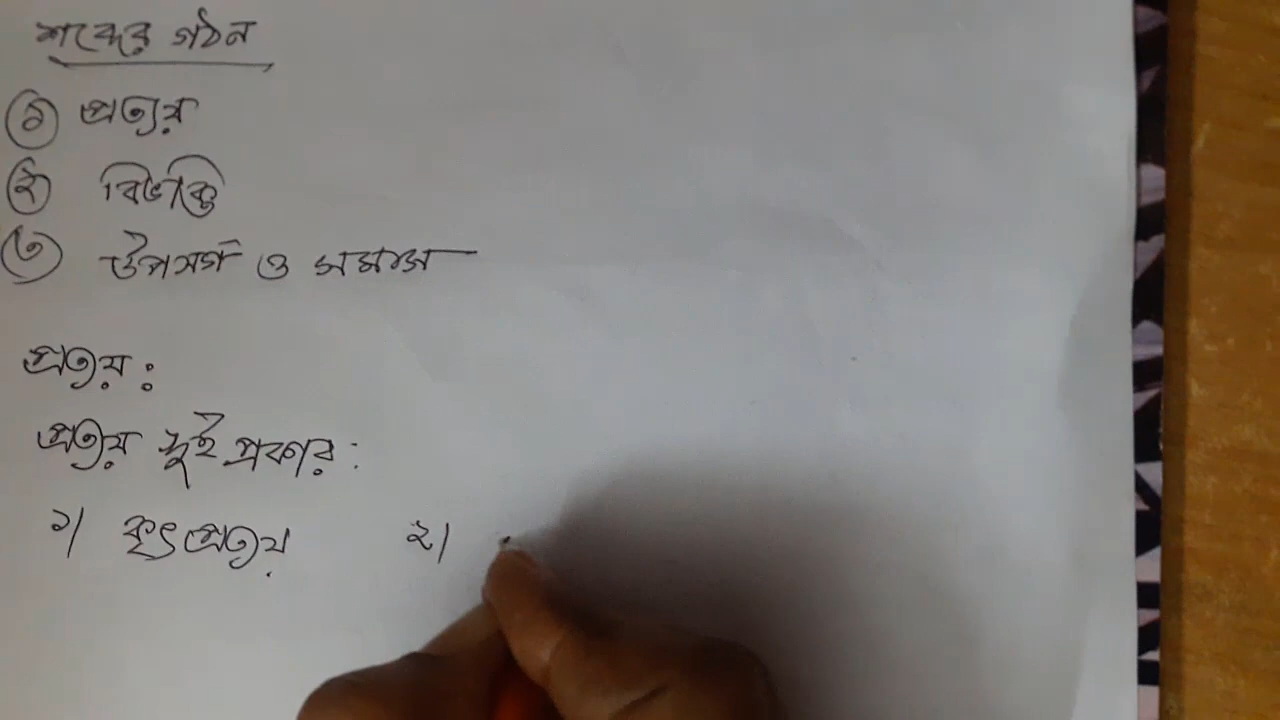 শব্দের গঠন
১ প্রত্যয়
২ বিভক্তি
৩ উপসর্গ ও সমাস
প্রত্যয় :
প্রত্যয় দুই প্রকার :
১/ কৃৎপ্রত্যয় ২/